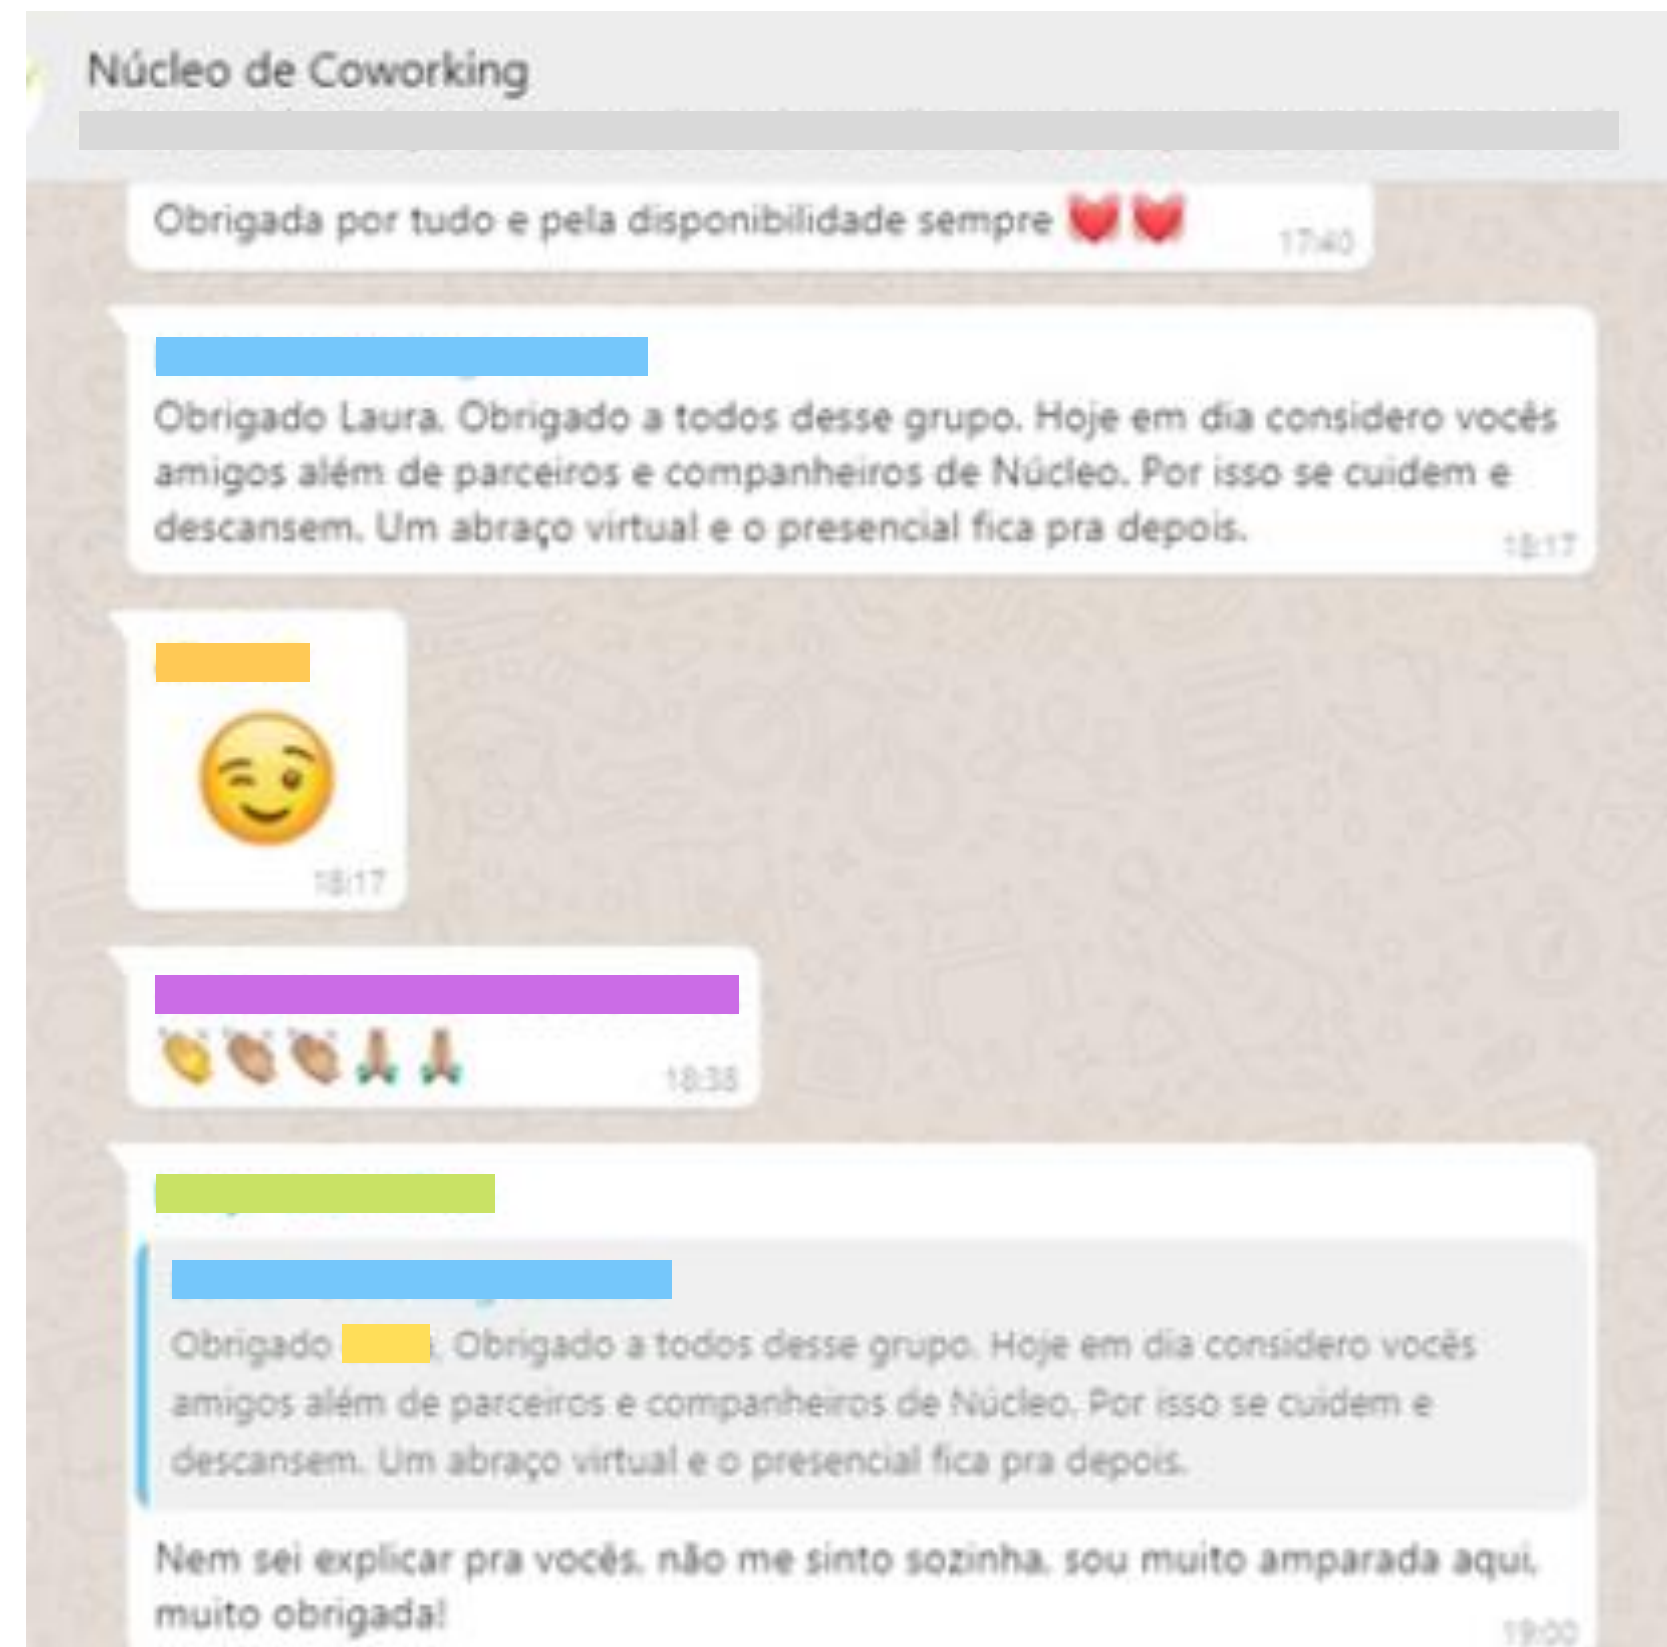 Núcleo de Coworking
Obrigada por tudo e pela disponibilidade sempre ❤️❤️ 17:40
Obrigado Laura. Obrigado a todos desse grupo. Hoje em dia considero vocês
amigos além de parceiros e companheiros de Núcleo. Por isso se cuidem e
descansem. Um abraço virtual e o presencial fica pra depois.
18:17
😉
18:17
👏👏🏽👏🏽🙏🏽🙏🏽 18:38
Obrigado . Obrigado a todos desse grupo. Hoje em dia considero vocês
amigos além de parceiros e companheiros de Núcleo. Por isso se cuidem e
descansem. Um abraço virtual e o presencial fica pra depois.
Nem sei explicar pra vocês, não me sinto sozinha, sou muito amparada aqui,
muito obrigada!
19:00